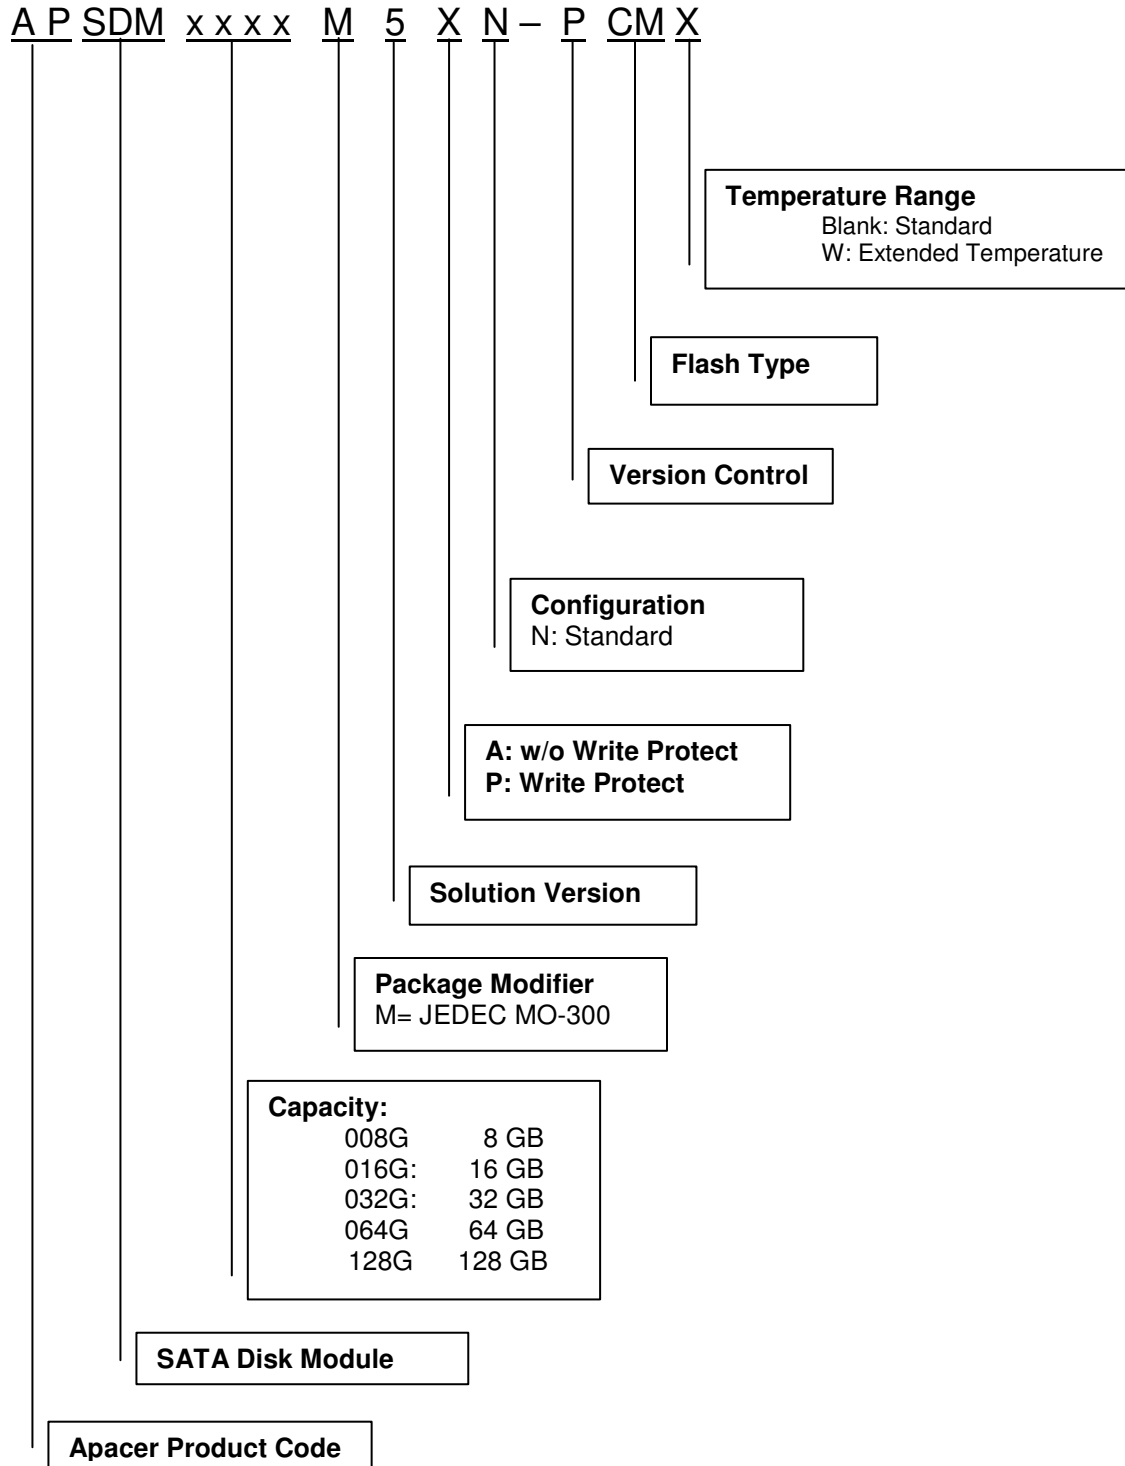 A P SDM x x x x M 5 X N – P CM X
Temperature Range
Blank: Standard
W: Extended Temperature
Flash Type
Version Control
Configuration
N: Standard
A: w/o Write Protect
P: Write Protect
Solution Version
Package Modifier
M= JEDEC MO-300
Capacity:
008G 8 GB
016G: 16 GB
032G: 32 GB
064G 64 GB
128G 128 GB
SATA Disk Module
Apacer Product Code